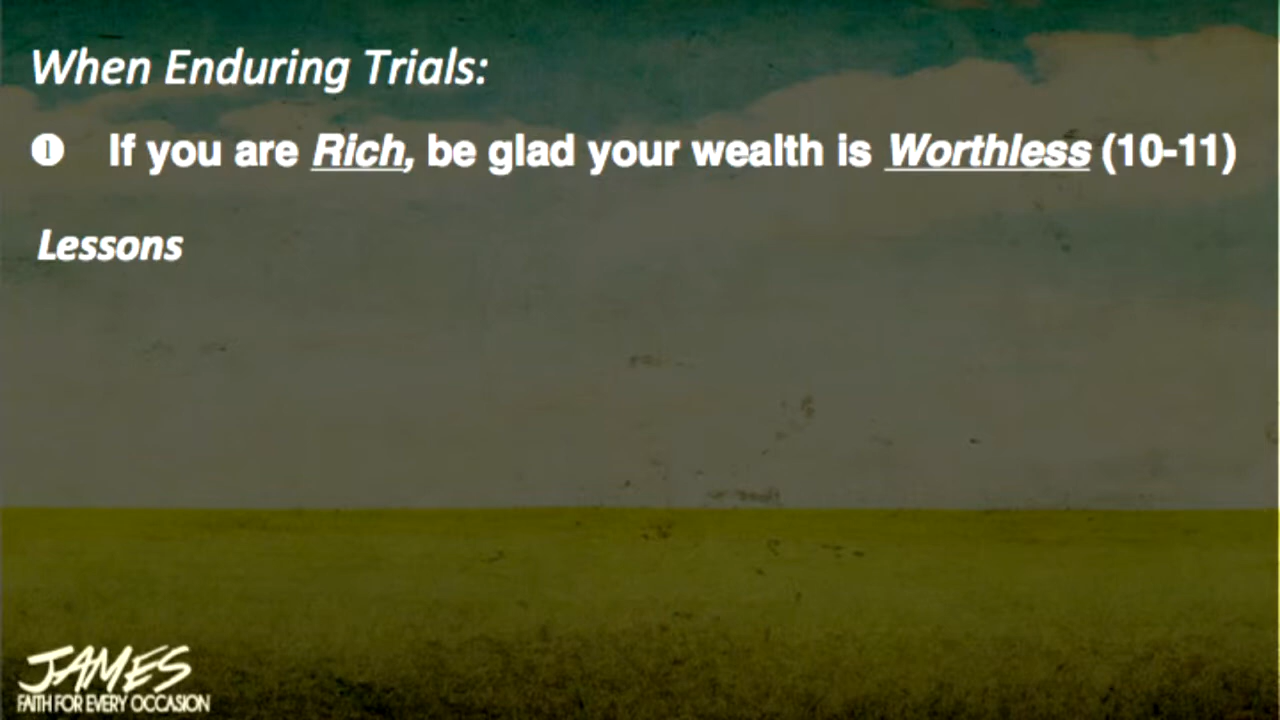 When Enduring Trials:
❶ If you are Rich, be glad your wealth is Worthless (10-11)
Lessons
JAMES
FAITH FOR EVERY OCCASION